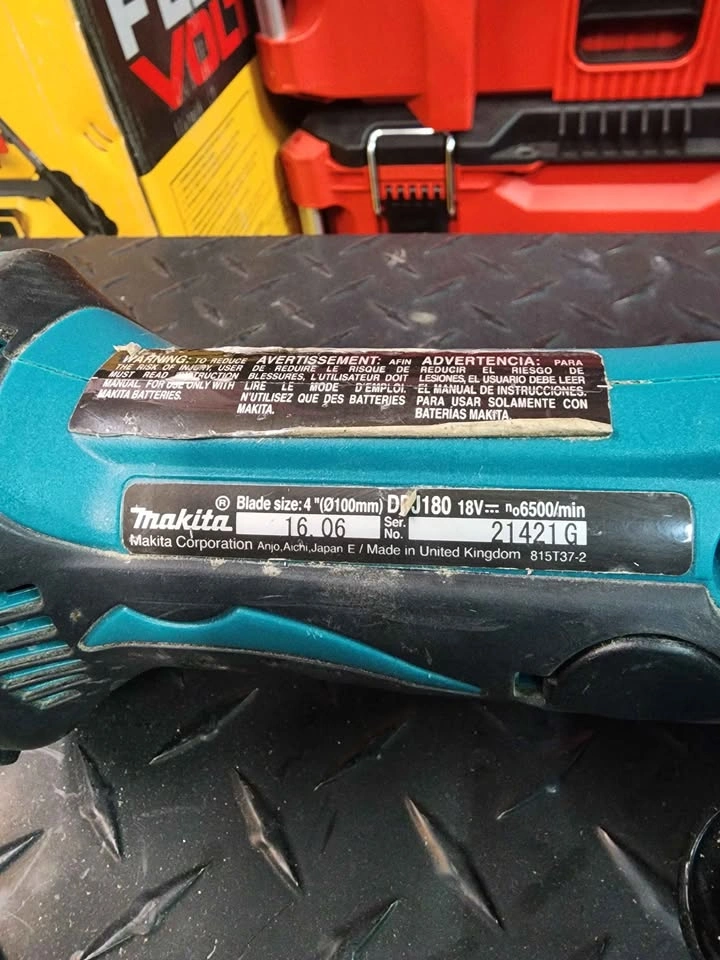 VOLT
WARNING: TO REDUCE
THE RISK OF INJURY, USER
MUST READ INSTRUCTION
MANUAL. FOR USE ONLY WITH
MAKITA BATTERIES.
AVERTISSEMENT: AFIN
DE REDUIRE LE RISQUE DE
BLESSURES, L'UTILISATEUR DOIT
LIRE LE MODE D'EMPLOI.
N'UTILISEZ QUE DES BATTERIES
MAKITA.
ADVERTENCIA: PARA
REDUCIR EL RIESGO DE
LESIONES, EL USUARIO DEBE LEER
EL MANUAL DE INSTRUCCIONES.
PARA USAR SOLAMENTE CON
BATERÍAS MAKITA.
makita ® Blade size: 4"(Ø100mm) DPJ180 18V⎓ n₀6500/min
16.06 Ser. No. 21421 G
Makita Corporation Anjo, Aichi, Japan E / Made in United Kingdom 815T37-2